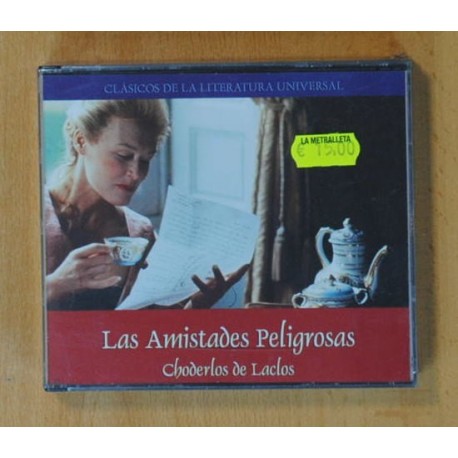 CLÁSICOS DE LA LITERATURA UNIVERSAL
LA METRALLETA
€ 15,00
Las Amistades Peligrosas
Choderlos de Laclos